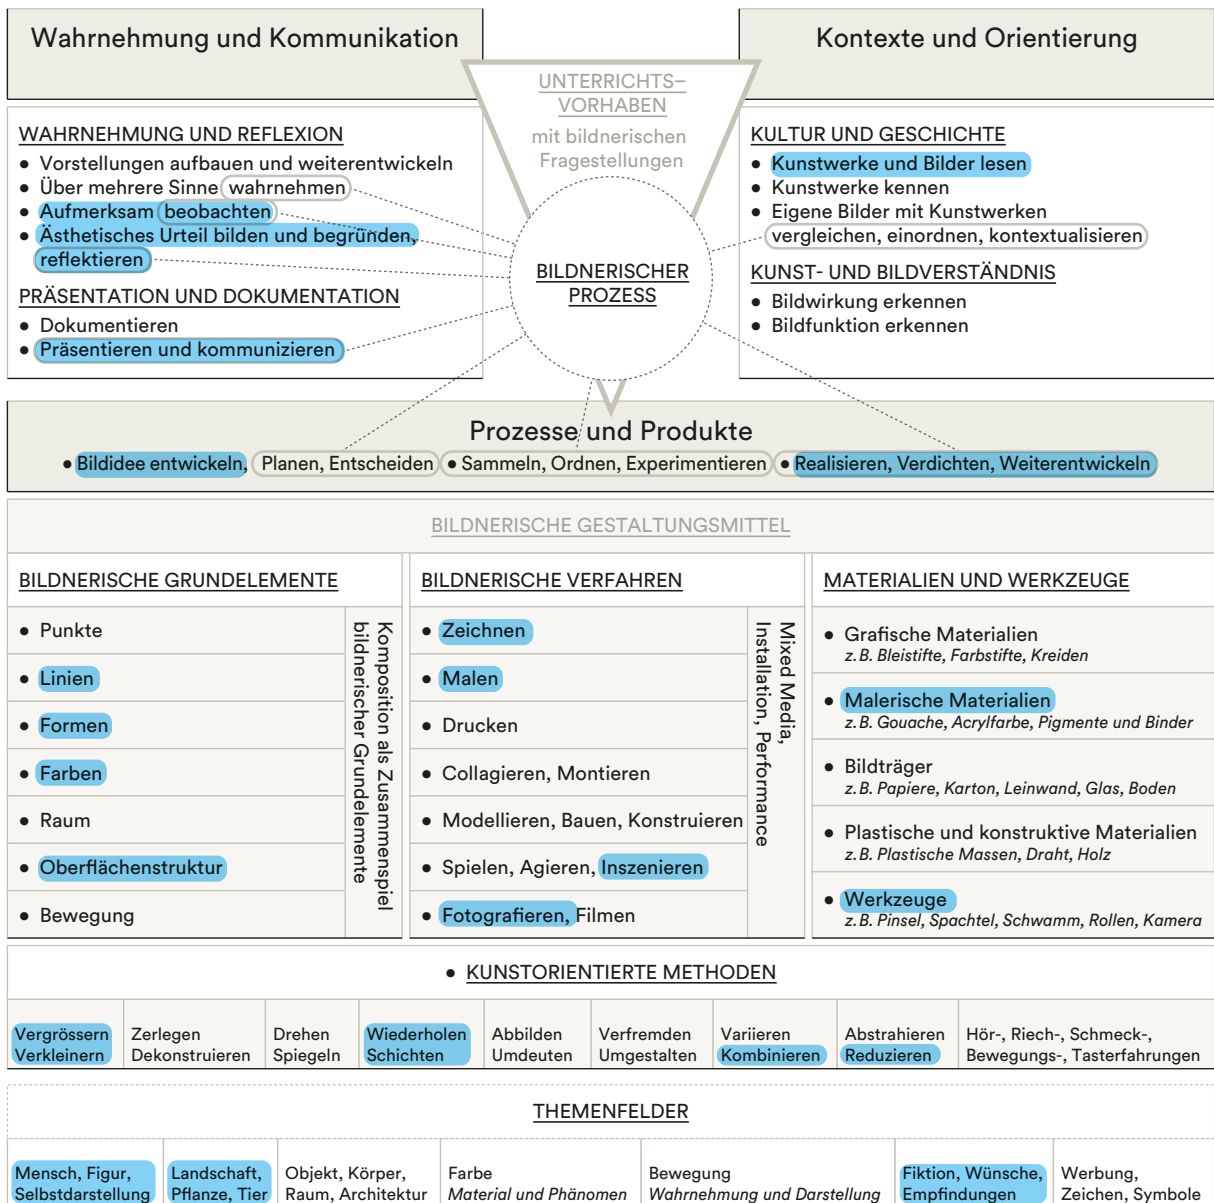 Wahrnehmung und Kommunikation
Kontexte und Orientierung
UNTERRICHTS–
VORHABEN
mit bildnerischen
Fragestellungen
WAHRNEHMUNG UND REFLEXION
• Vorstellungen aufbauen und weiterentwickeln
• Über mehrere Sinne wahrnehmen
• Aufmerksam beobachten
• Ästhetisches Urteil bilden und begründen,
reflektieren
PRÄSENTATION UND DOKUMENTATION
• Dokumentieren
• Präsentieren und kommunizieren
BILDNERISCHER
PROZESS
KULTUR UND GESCHICHTE
• Kunstwerke und Bilder lesen
• Kunstwerke kennen
• Eigene Bilder mit Kunstwerken
vergleichen, einordnen, kontextualisieren
KUNST- UND BILDVERSTÄNDNIS
• Bildwirkung erkennen
• Bildfunktion erkennen
Prozesse und Produkte
• Bildidee entwickeln, Planen, Entscheiden • Sammeln, Ordnen, Experimentieren • Realisieren, Verdichten, Weiterentwickeln
BILDNERISCHE GESTALTUNGSMITTEL
BILDNERISCHE GRUNDELEMENTE
• Punkte
• Linien
• Formen
• Farben
• Raum
• Oberflächenstruktur
• Bewegung
Komposition als Zusammenspiel
bildnerischer Grundelemente
BILDNERISCHE VERFAHREN
• Zeichnen
• Malen
• Drucken
• Collagieren, Montieren
• Modellieren, Bauen, Konstruieren
• Spielen, Agieren, Inszenieren
• Fotografieren, Filmen
Mixed Media,
Installation, Performance
MATERIALIEN UND WERKZEUGE
• Grafische Materialien
z. B. Bleistifte, Farbstifte, Kreiden
• Malerische Materialien
z. B. Gouache, Acrylfarbe, Pigmente und Binder
• Bildträger
z. B. Papiere, Karton, Leinwand, Glas, Boden
• Plastische und konstruktive Materialien
z. B. Plastische Massen, Draht, Holz
• Werkzeuge
z. B. Pinsel, Spachtel, Schwamm, Rollen, Kamera
• KUNSTORIENTIERTE METHODEN
Vergrössern
Verkleinern
Zerlegen
Dekonstruieren
Drehen
Spiegeln
Wiederholen
Schichten
Abbilden
Umdeuten
Verfremden
Umgestalten
Variieren
Kombinieren
Abstrahieren
Reduzieren
Hör-, Riech-, Schmeck-,
Bewegungs-, Tasterfahrungen
THEMENFELDER
Mensch, Figur,
Selbstdarstellung
Landschaft,
Pflanze, Tier
Objekt, Körper,
Raum, Architektur
Farbe
Material und Phänomen
Bewegung
Wahrnehmung und Darstellung
Fiktion, Wünsche,
Empfindungen
Werbung,
Zeichen, Symbole